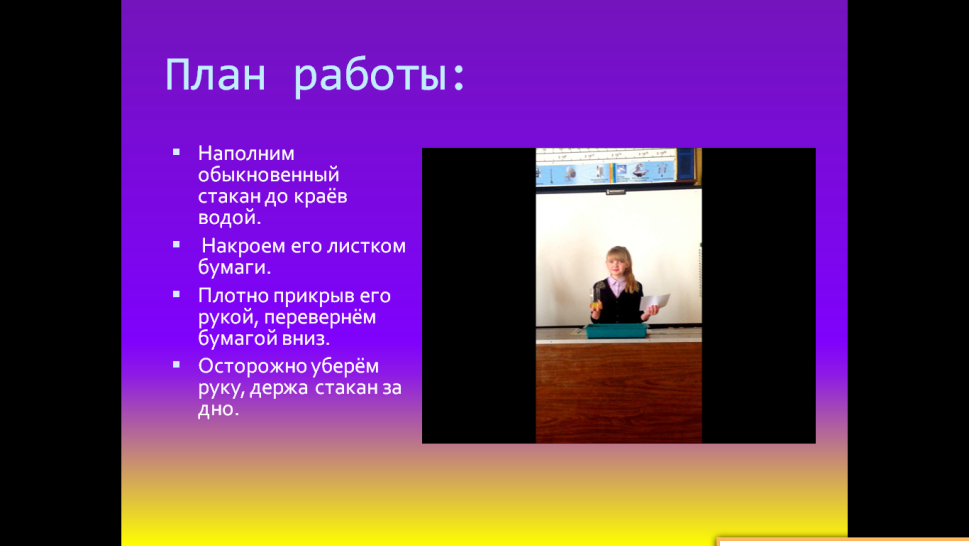 План работы:
Наполним
обыкновенный
стакан до краёв
водой.
Накроем его листком
бумаги.
Плотно прикрыв его
рукой, перевернём
бумагой вниз.
Осторожно уберём
руку, держа стакан за
дно.